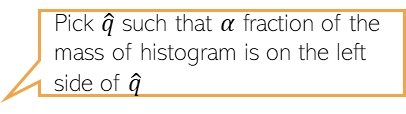 Pick q̂ such that α fraction of the
mass of histogram is on the left
side of q̂